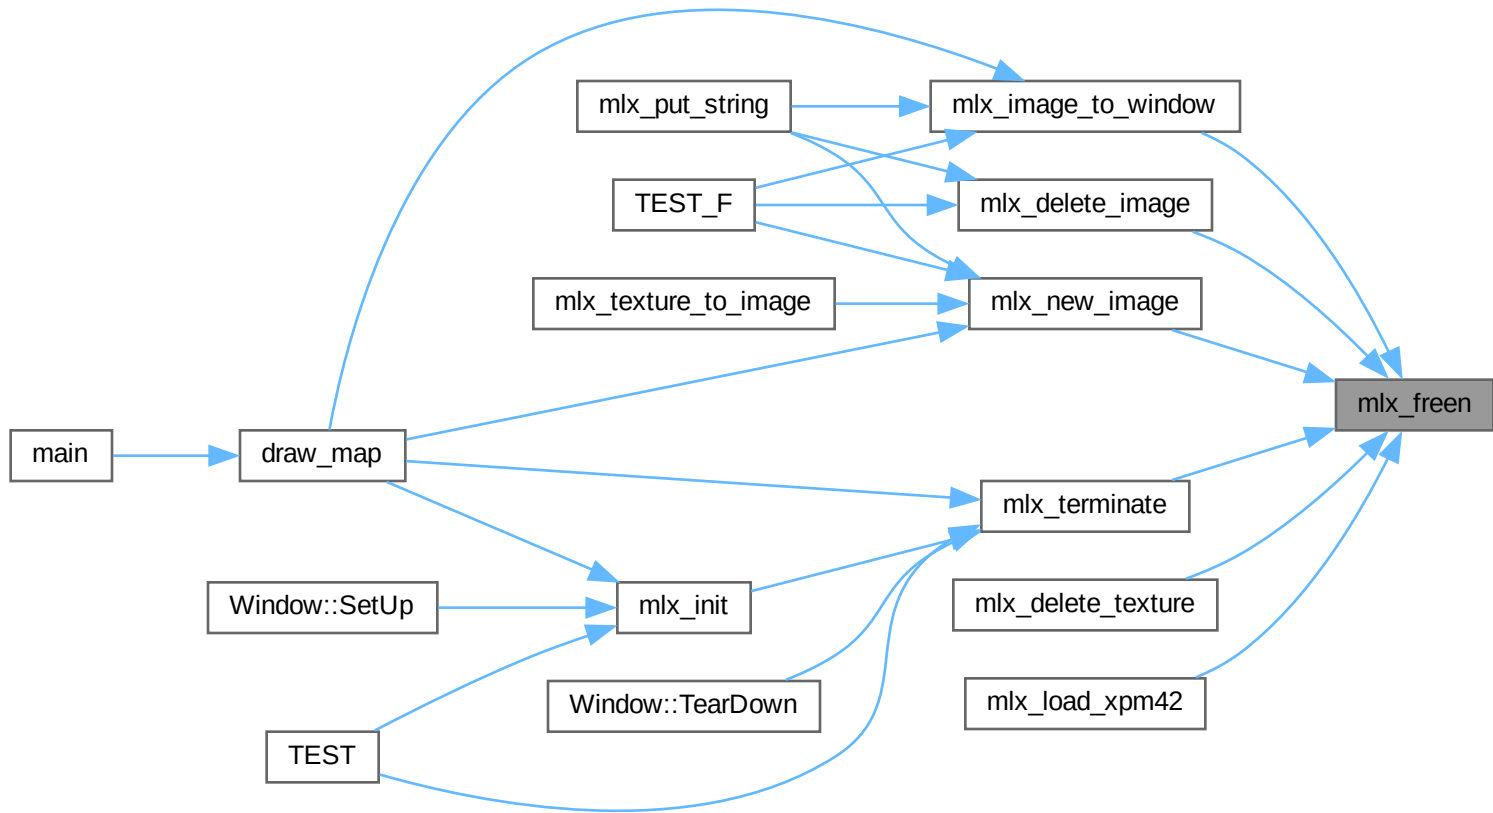 mlx_put_string
mlx_image_to_window
TEST_F
mlx_delete_image
mlx_texture_to_image
mlx_new_image
mlx_freen
main
draw_map
mlx_terminate
Window::SetUp
mlx_init
mlx_delete_texture
Window::TearDown
mlx_load_xpm42
TEST